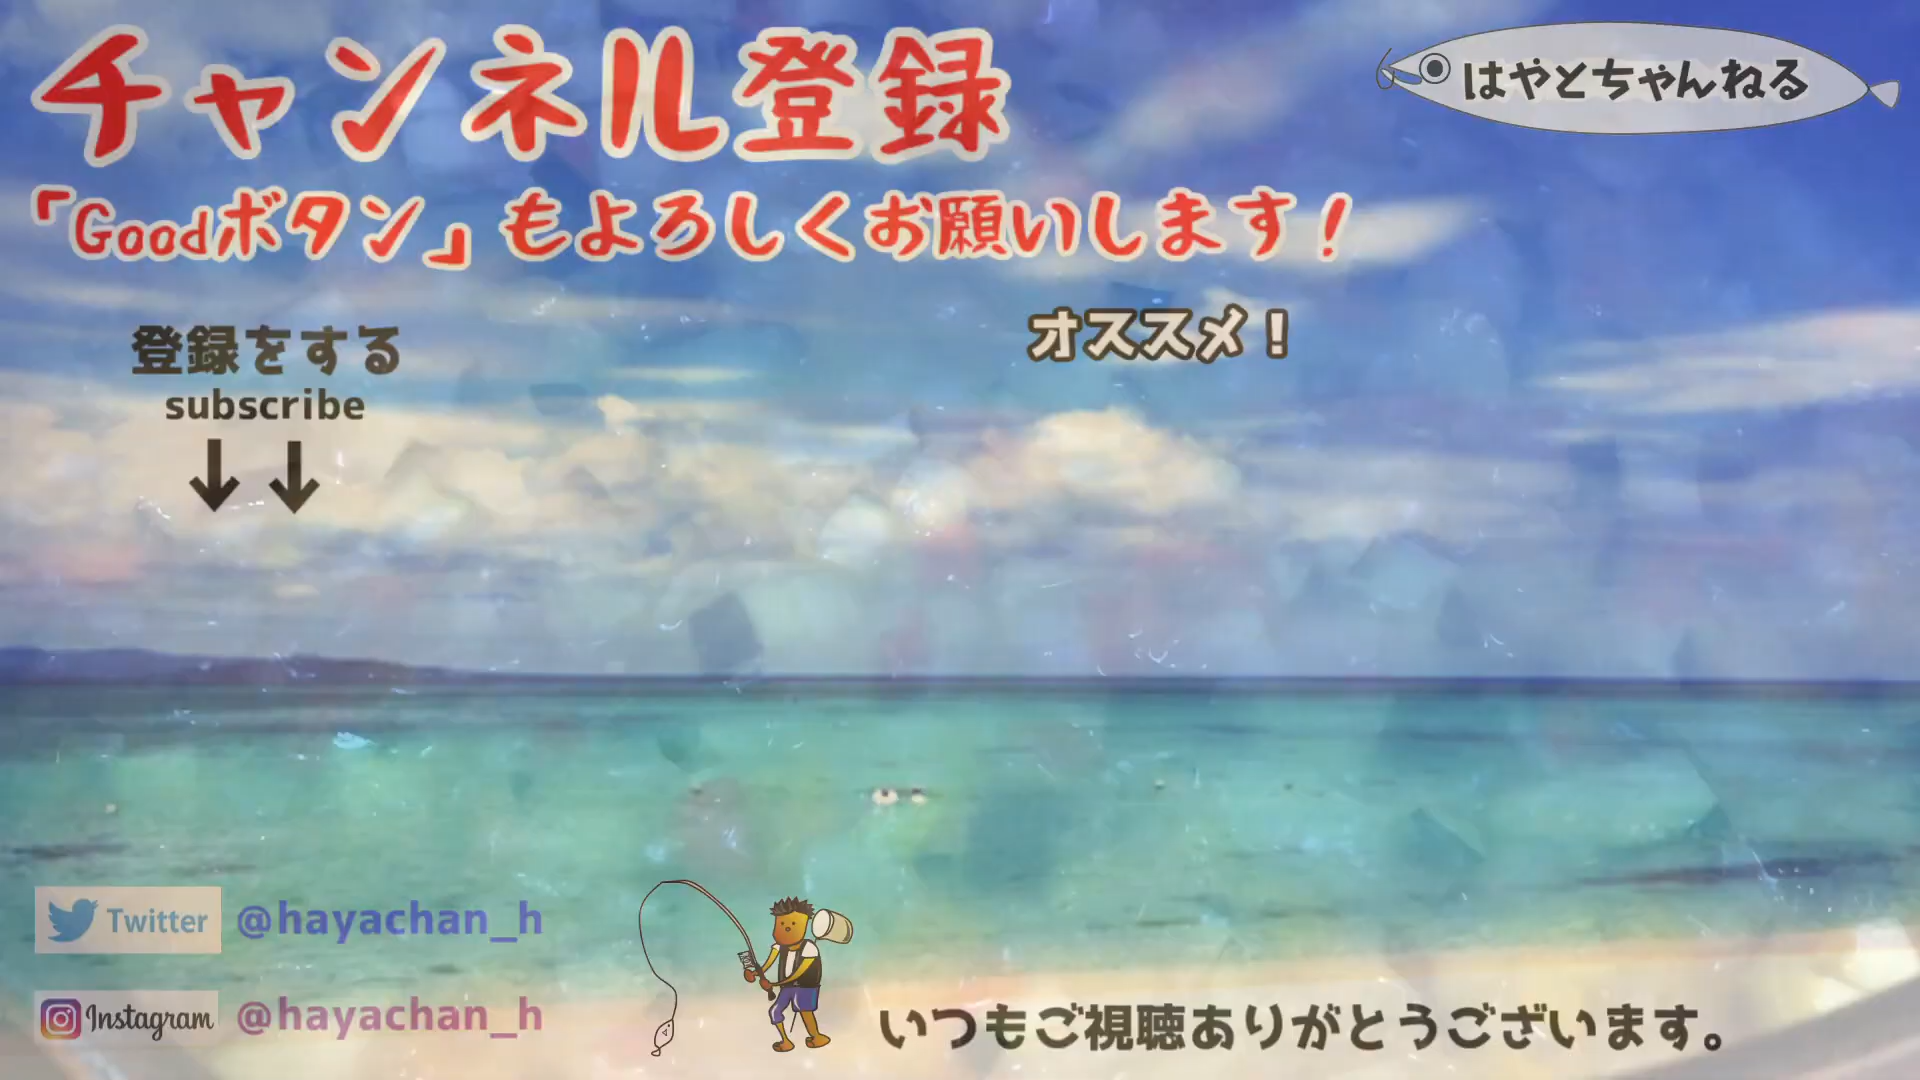 チャンネル登録
はやとちゃんねる
「Goodボタン」もよろしくお願いします！
オススメ！
登録をする
subscribe
↓ ↓
Twitter @hayachan_h
Instagram @hayachan_h
いつもご視聴ありがとうございます。